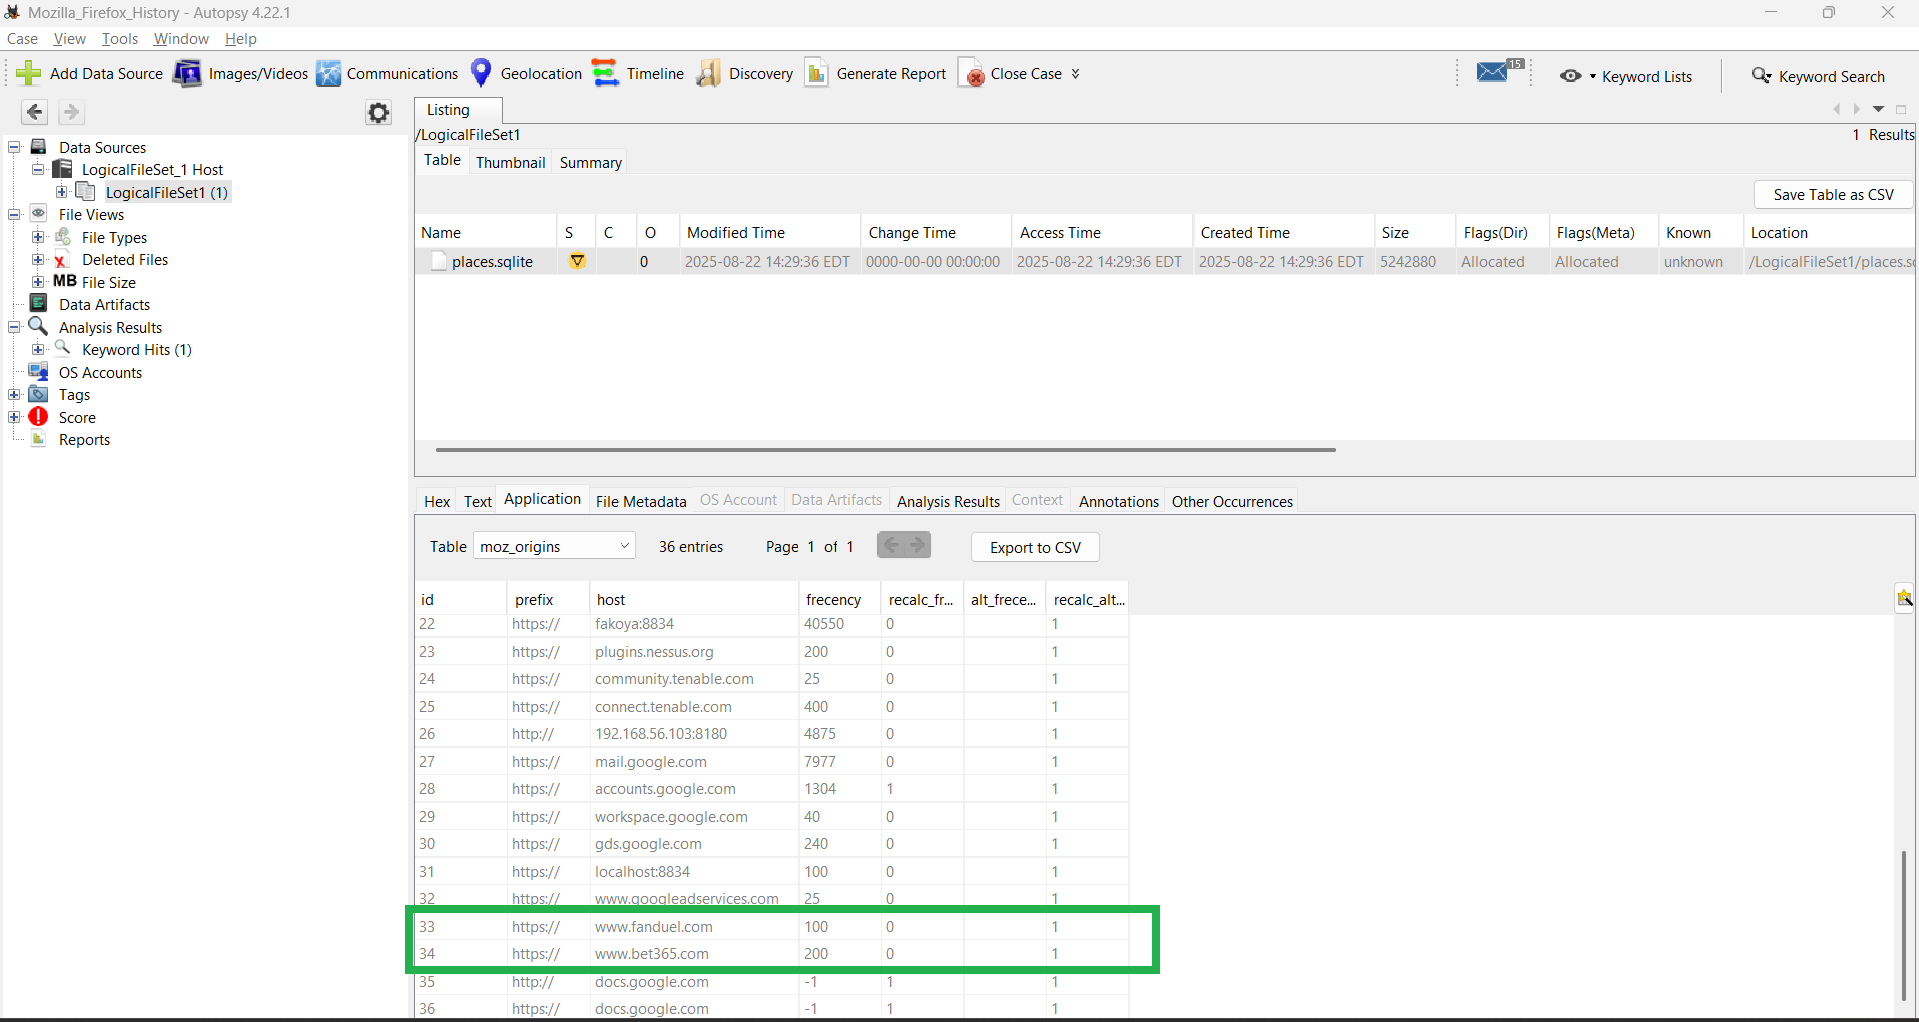 Mozilla_Firefox_History - Autopsy 4.22.1
Case View Tools Window Help
Add Data Source Images/Videos Communications Geolocation Timeline Discovery Generate Report Close Case 15 Keyword Lists Keyword Search
Data Sources
LogicalFileSet_1 Host
LogicalFileSet1 (1)
File Views
File Types
Deleted Files
MB File Size
Data Artifacts
Analysis Results
Keyword Hits (1)
OS Accounts
Tags
Score
Reports
Listing
/LogicalFileSet1 1 Results
Table Thumbnail Summary
Save Table as CSV
Name S C O Modified Time Change Time Access Time Created Time Size Flags(Dir) Flags(Meta) Known Location
places.sqlite 0 2025-08-22 14:29:36 EDT 0000-00-00 00:00:00 2025-08-22 14:29:36 EDT 2025-08-22 14:29:36 EDT 5242880 Allocated Allocated unknown /LogicalFileSet1/places.sc
Hex Text Application File Metadata OS Account Data Artifacts Analysis Results Context Annotations Other Occurrences
Table moz_origins 36 entries Page 1 of 1 Export to CSV
id prefix host frecency recalc_fr... alt_frece... recalc_alt...
22 https:// fakoya:8834 40550 0 1
23 https:// plugins.nessus.org 200 0 1
24 https:// community.tenable.com 25 0 1
25 https:// connect.tenable.com 400 0 1
26 http:// 192.168.56.103:8180 4875 0 1
27 https:// mail.google.com 7977 0 1
28 https:// accounts.google.com 1304 1 1
29 https:// workspace.google.com 40 0 1
30 https:// gds.google.com 240 0 1
31 https:// localhost:8834 100 0 1
32 https:// www.googleadservices.com 25 0 1
33 https:// www.fanduel.com 100 0 1
34 https:// www.bet365.com 200 0 1
35 http:// docs.google.com -1 1 1
36 https:// docs.google.com -1 1 1